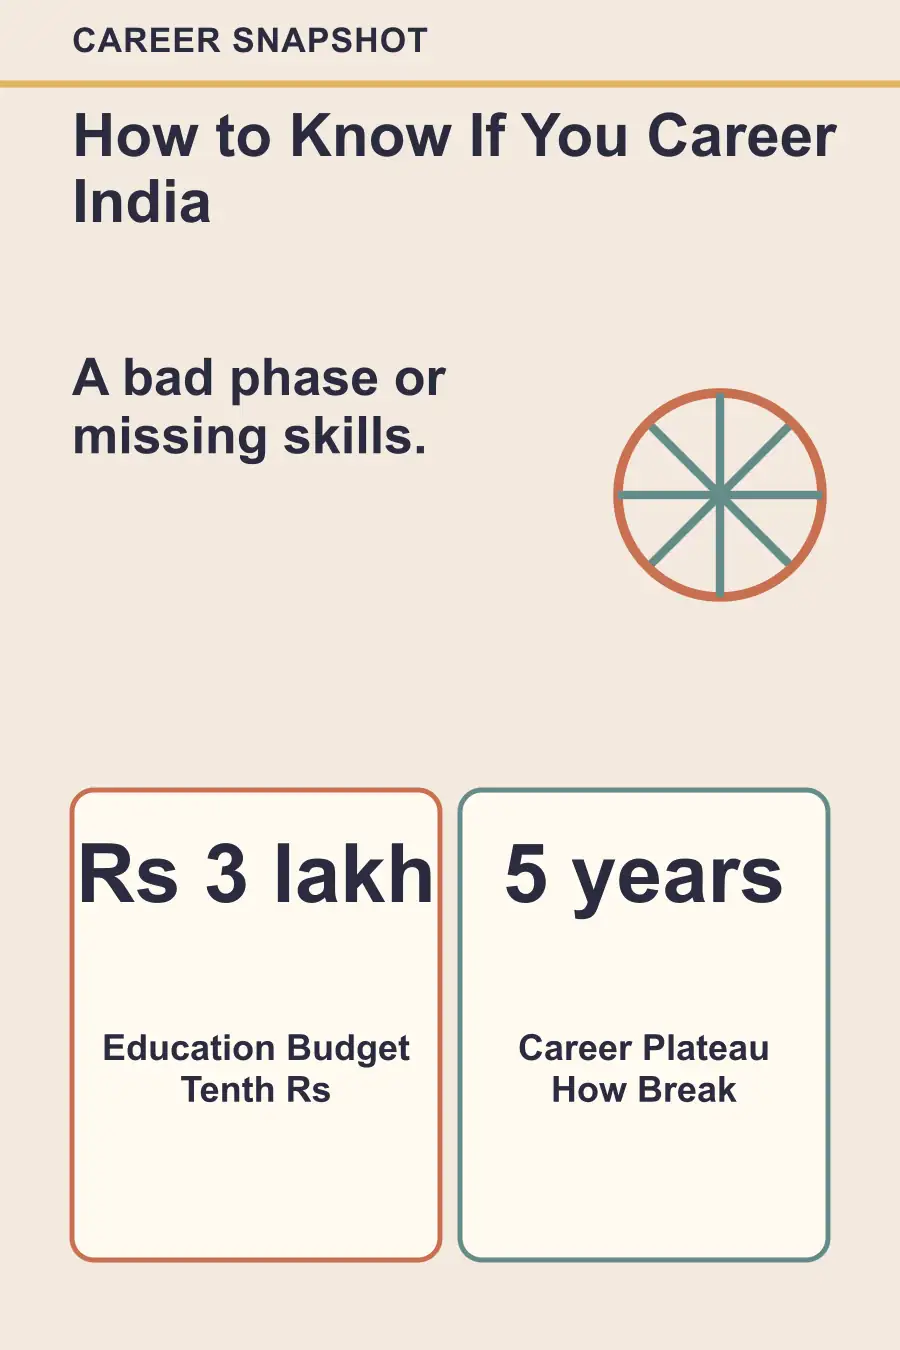 CAREER SNAPSHOT
How to Know If You Career
India
A bad phase or
missing skills.
Rs 3 lakh
Education Budget
Tenth Rs
5 years
Career Plateau
How Break